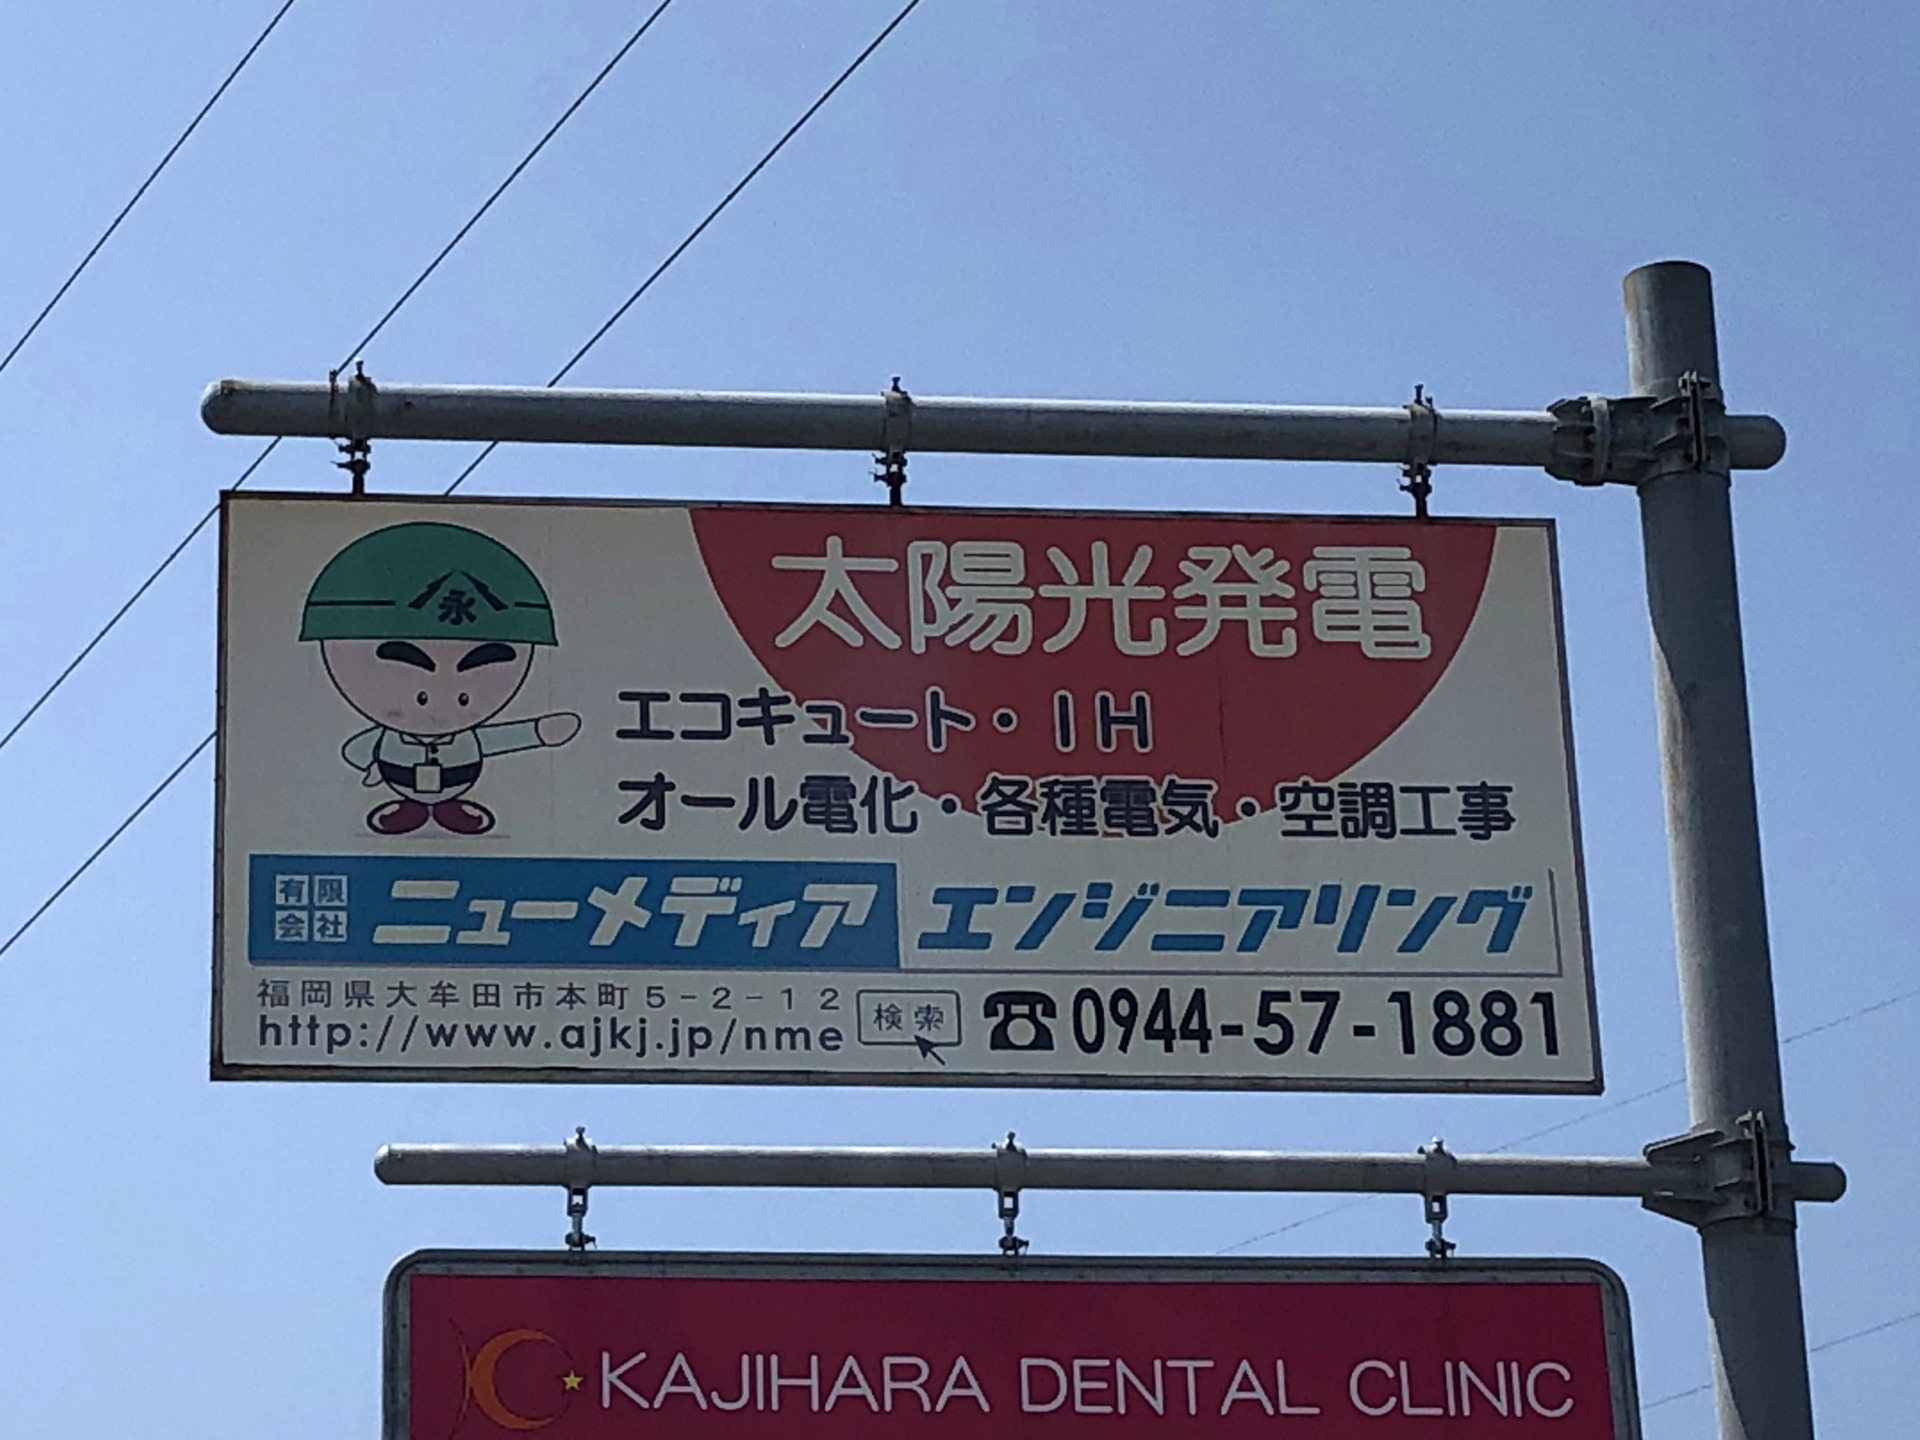 太陽光発電
永
エコキュート・IH
オール電化・各種電気・空調工事
有限会社 ニューメディア エンジニアリング
福岡県大牟田市本町5-2-12
http://www.ajkj.jp/nme 検索 ☎0944-57-1881
KAJIHARA DENTAL CLINIC